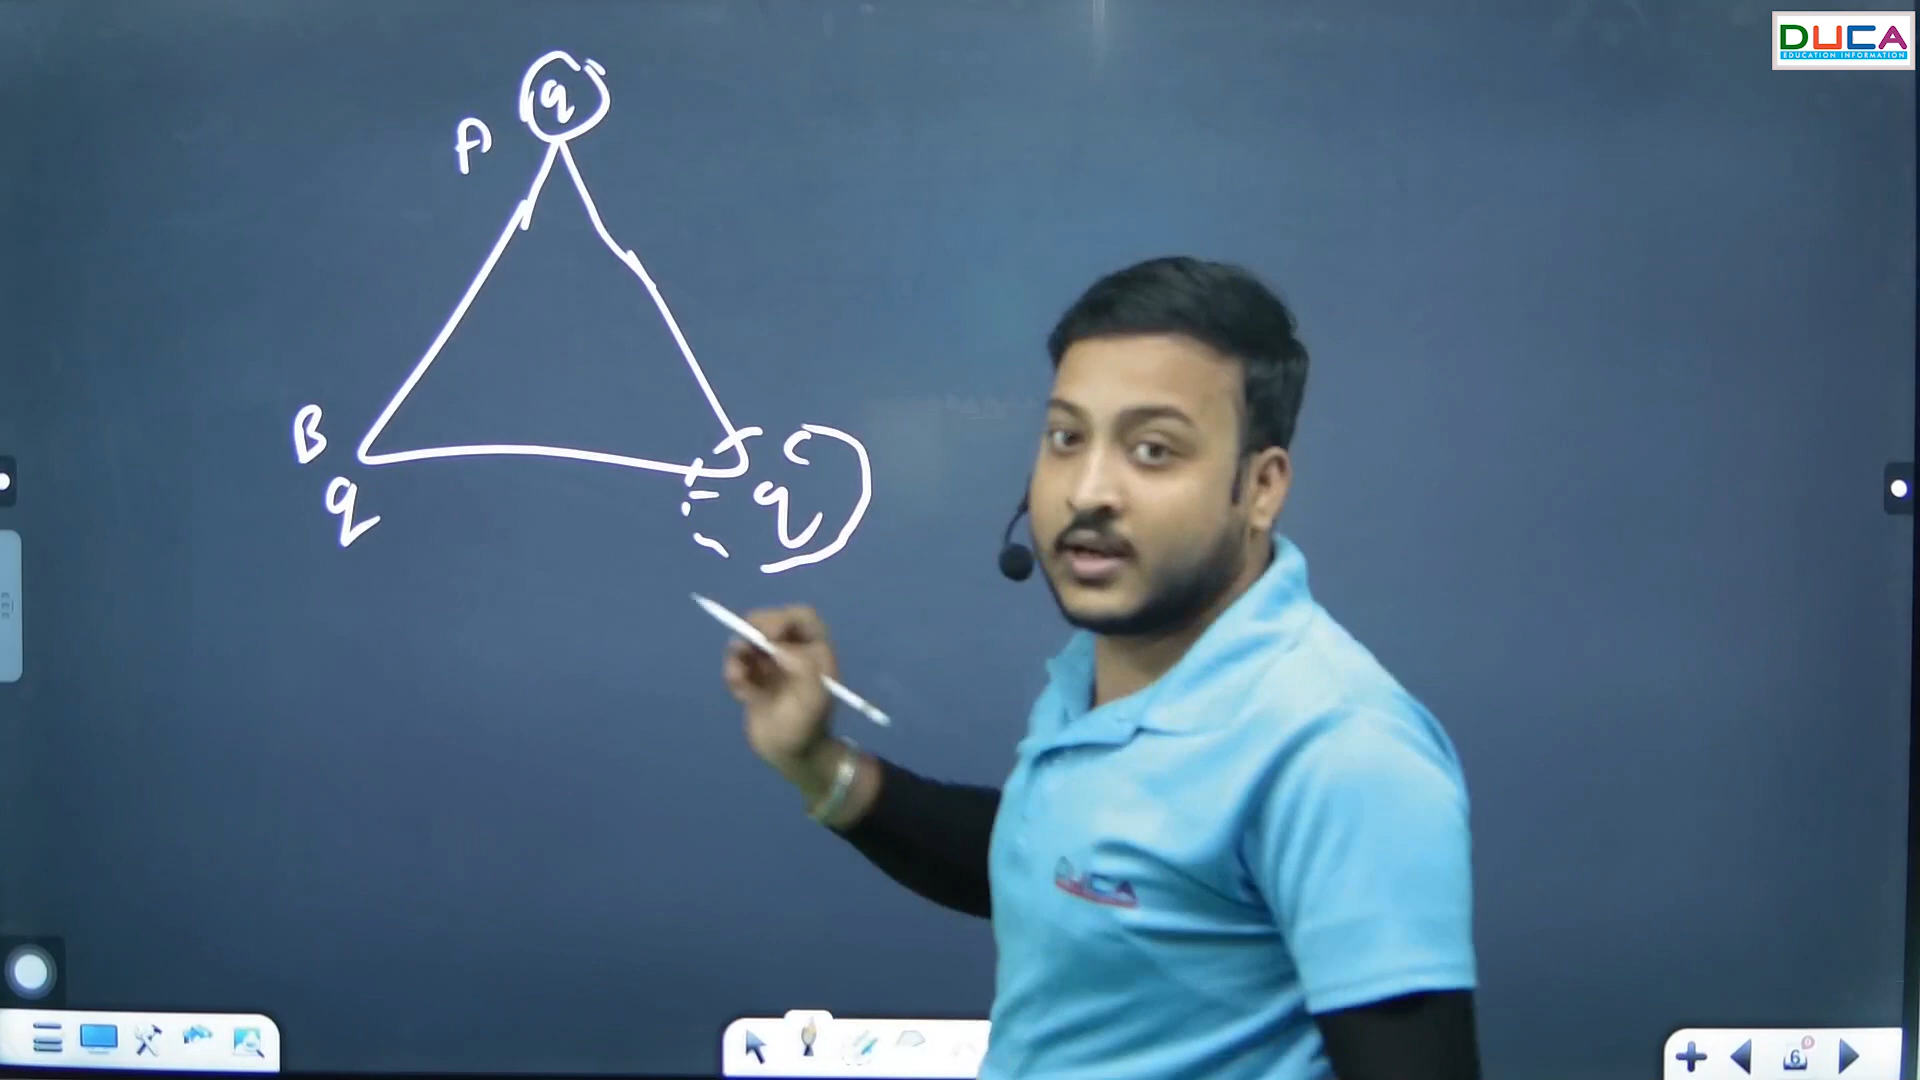 DUCA
EDUCATION INFORMATION
q
A
B
C
q
q
DUCA
6